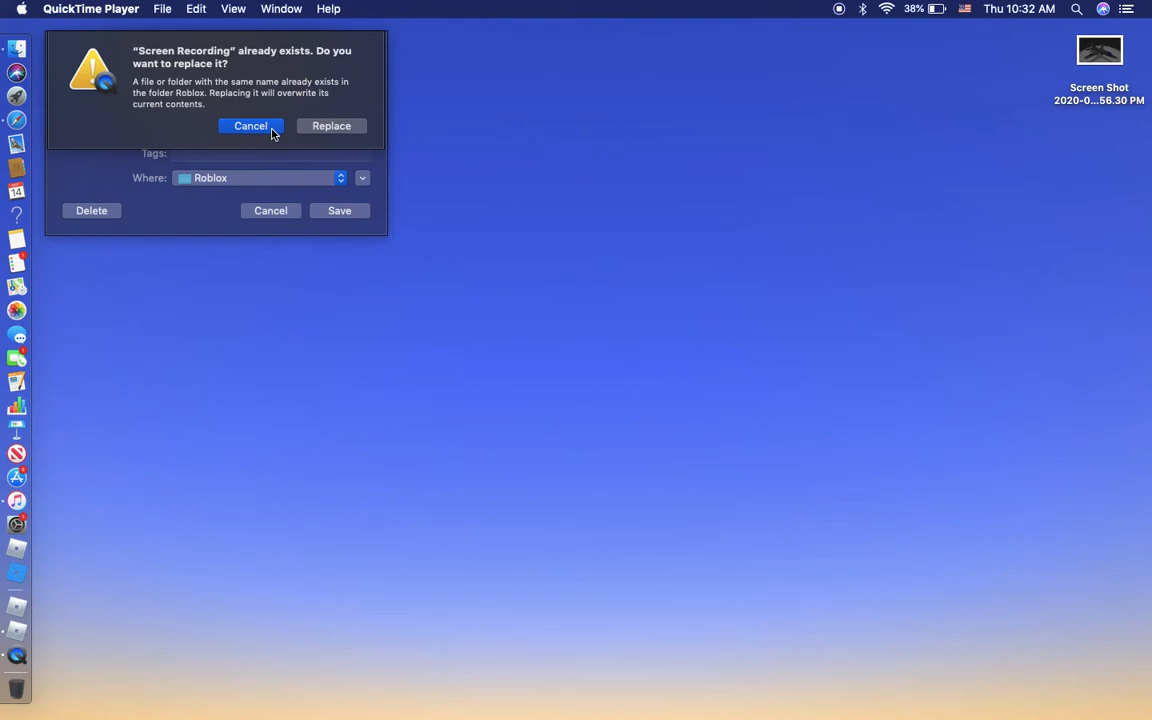 QuickTime Player File Edit View Window Help 38% Thu 10:32 AM
“Screen Recording” already exists. Do you
want to replace it?
A file or folder with the same name already exists in
the folder Roblox. Replacing it will overwrite its
current contents.
Cancel Replace
Tags:
Where: Roblox
Delete Cancel Save
Screen Shot
2020-0...56.30 PM
14